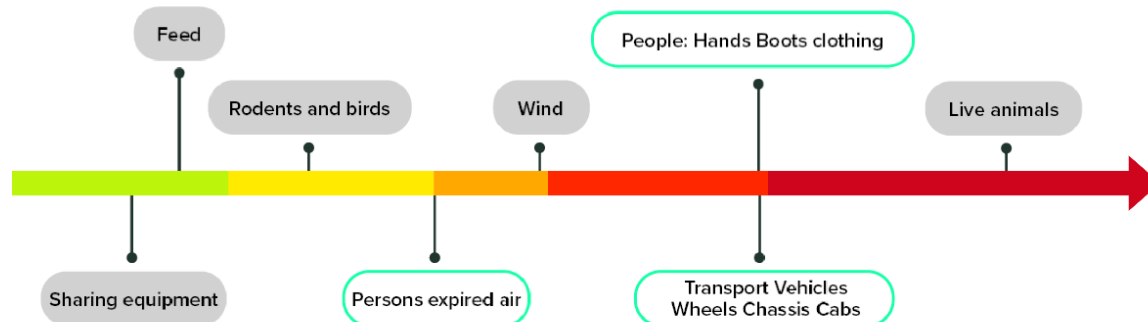 Feed
People: Hands Boots clothing
Rodents and birds
Wind
Live animals
Sharing equipment
Persons expired air
Transport Vehicles
Wheels Chassis Cabs